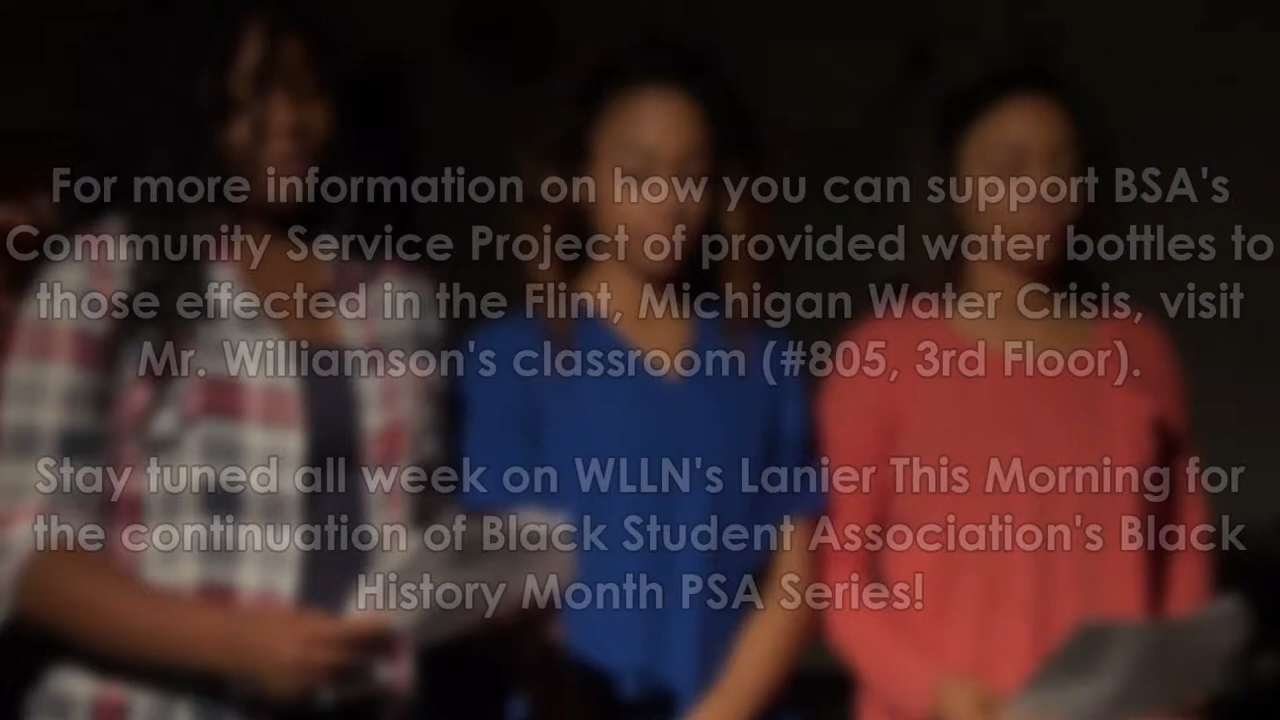 For more information on how you can support BSA's
Community Service Project of provided water bottles to
those effected in the Flint, Michigan Water Crisis, visit
Mr. Williamson's classroom (#805, 3rd Floor).
Stay tuned all week on WLLN's Lanier This Morning for
the continuation of Black Student Association's Black
History Month PSA Series!